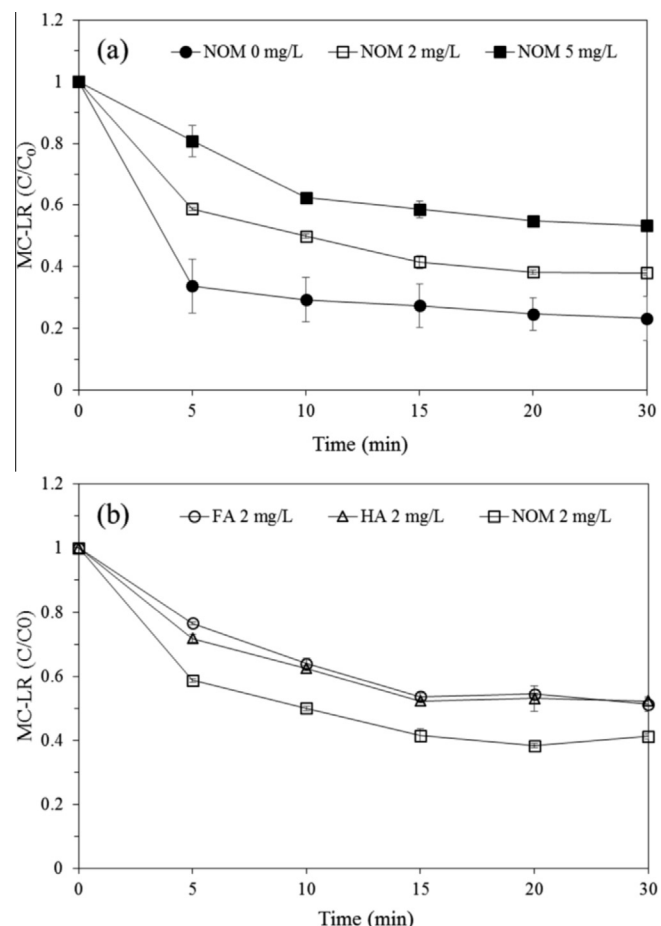 1.2
(a)
NOM 0 mg/L
NOM 2 mg/L
NOM 5 mg/L
1
0.8
0.6
0.4
0.2
0
MC-LR (C/C₀)
0
5
10
15
20
30
Time (min)
1.2
(b)
FA 2 mg/L
HA 2 mg/L
NOM 2 mg/L
1
0.8
0.6
0.4
0.2
0
MC-LR (C/C0)
0
5
10
15
20
30
Time (min)